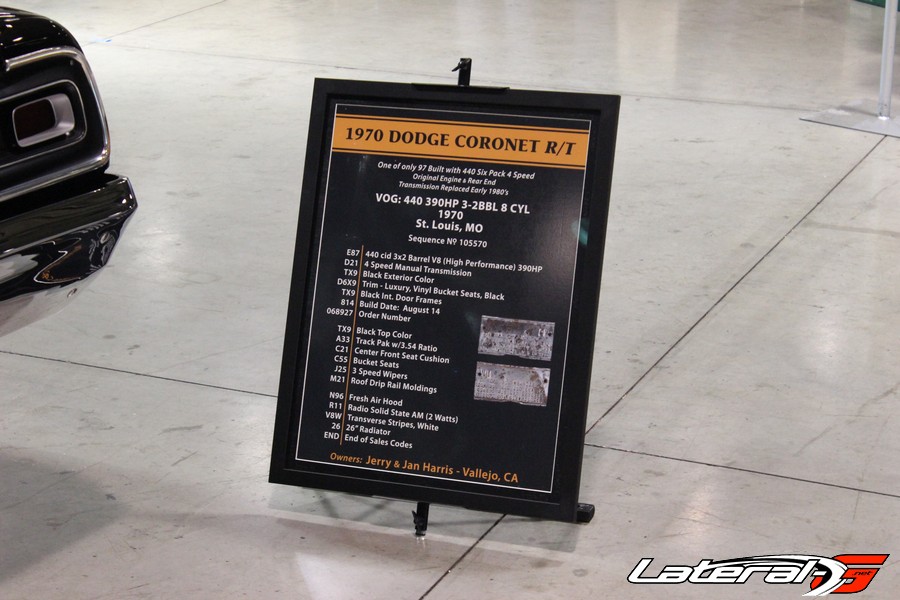 1970 DODGE CORONET R/T
One of only 97 Built with 440 Six Pack 4 Speed
Original Engine & Rear End
Transmission Replaced Early 1980's
VOG: 440 390HP 3-2BBL 8 CYL
1970
St. Louis, MO
Sequence Nº 105570
E87 440 cid 3x2 Barrel V8 (High Performance) 390HP
D21 4 Speed Manual Transmission
TX9 Black Exterior Color
D6X9 Trim - Luxury, Vinyl Bucket Seats, Black
TX9 Black Int. Door Frames
814 Build Date: August 14
068927 Order Number
TX9 Black Top Color
A33 Track Pak w/3.54 Ratio
C21 Center Front Seat Cushion
C55 Bucket Seats
J25 3 Speed Wipers
M21 Roof Drip Rail Moldings
N96 Fresh Air Hood
R11 Radio Solid State AM (2 Watts)
V8W Transverse Stripes, White
26 26" Radiator
END End of Sales Codes
Owners: Jerry & Jan Harris - Vallejo, CA
Lateral-G.net